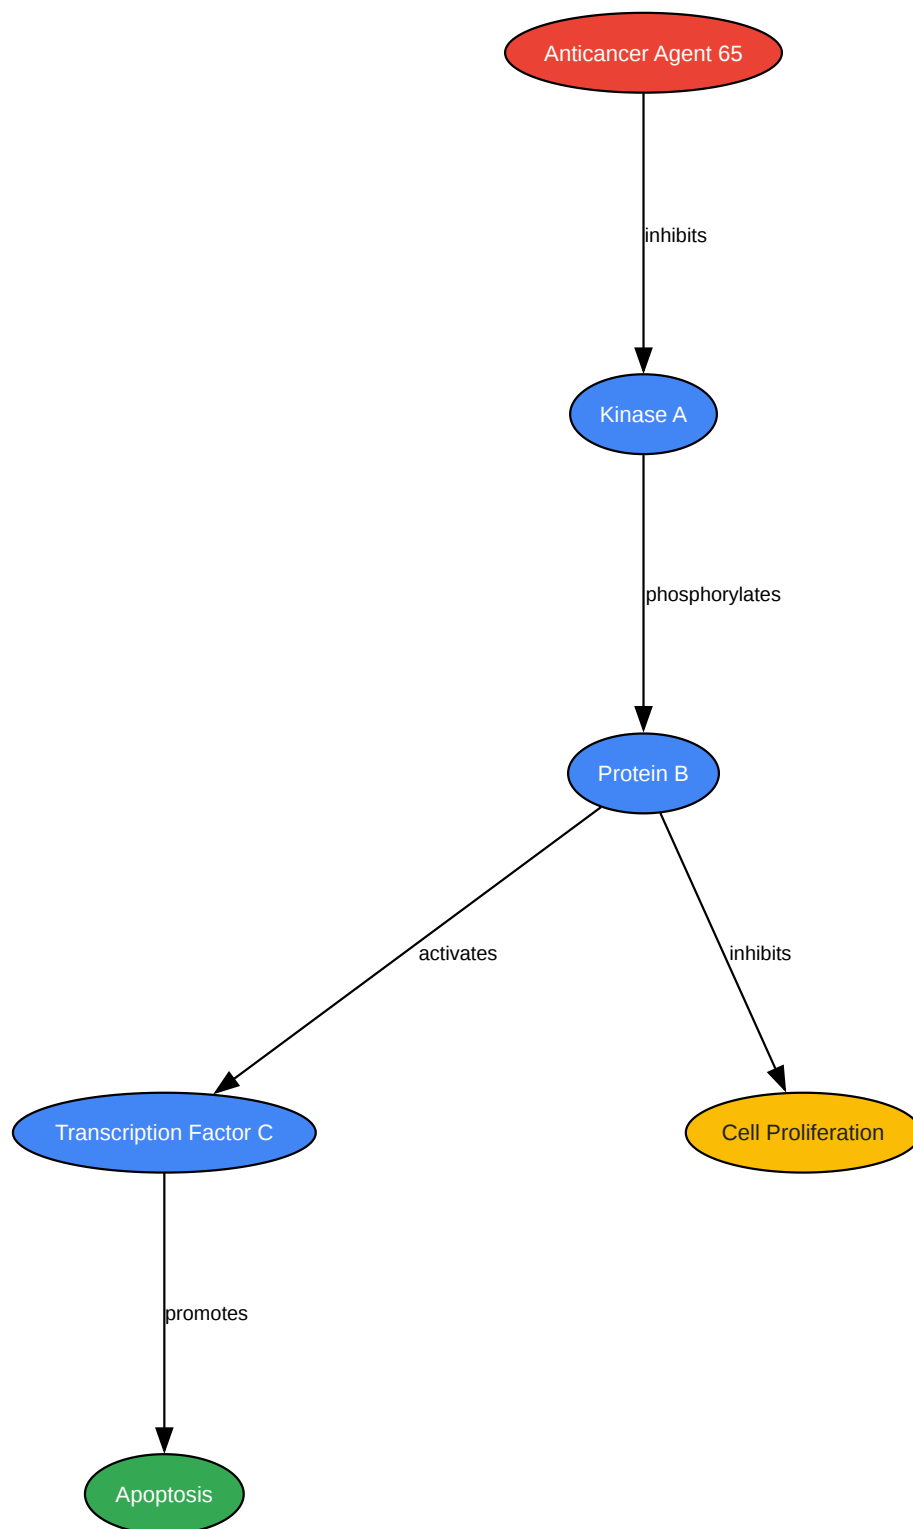 Anticancer Agent 65
inhibits
Kinase A
phosphorylates
Protein B
activates
inhibits
Transcription Factor C
Cell Proliferation
promotes
Apoptosis